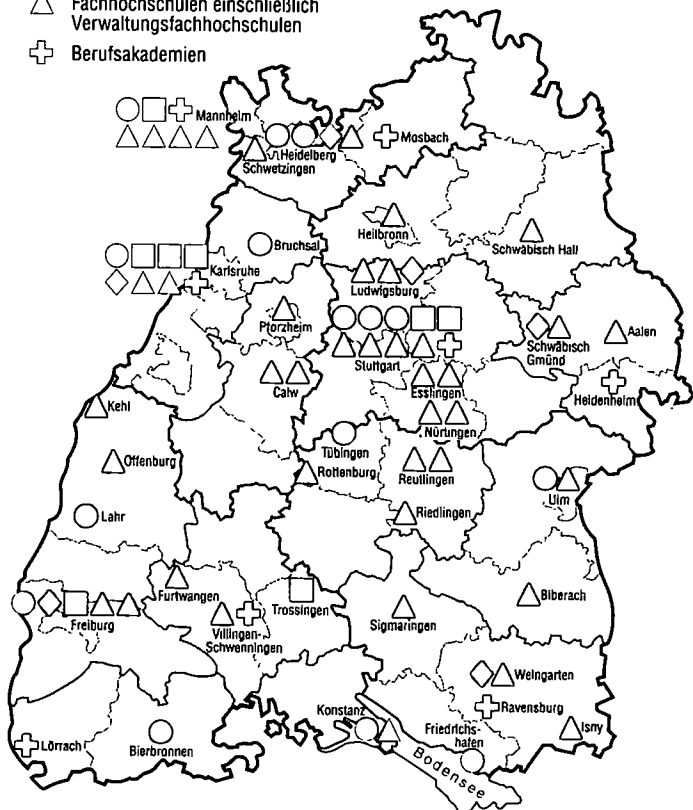 Fachhochschulen einschließlich
Verwaltungsfachhochschulen
Berufsakademien
Mannheim
Mosbach
Heidelberg
Schwetzingen
Heilbronn
Schwäbisch Hall
Bruchsal
Karlsruhe
Ludwigsburg
Pforzheim
Stuttgart
Schwäbisch
Gmünd
Aalen
Calw
Esslingen
Heidenheim
Kehl
Nürtingen
Tübingen
Offenburg
Rottenburg
Reutlingen
Ulm
Lahr
Riedlingen
Furtwangen
Trossingen
Biberach
Freiburg
Villingen-
Schwenningen
Sigmaringen
Weingarten
Ravensburg
Konstanz
Friedrichs-
hafen
Isny
Lörrach
Bierbronnen
Bodensee